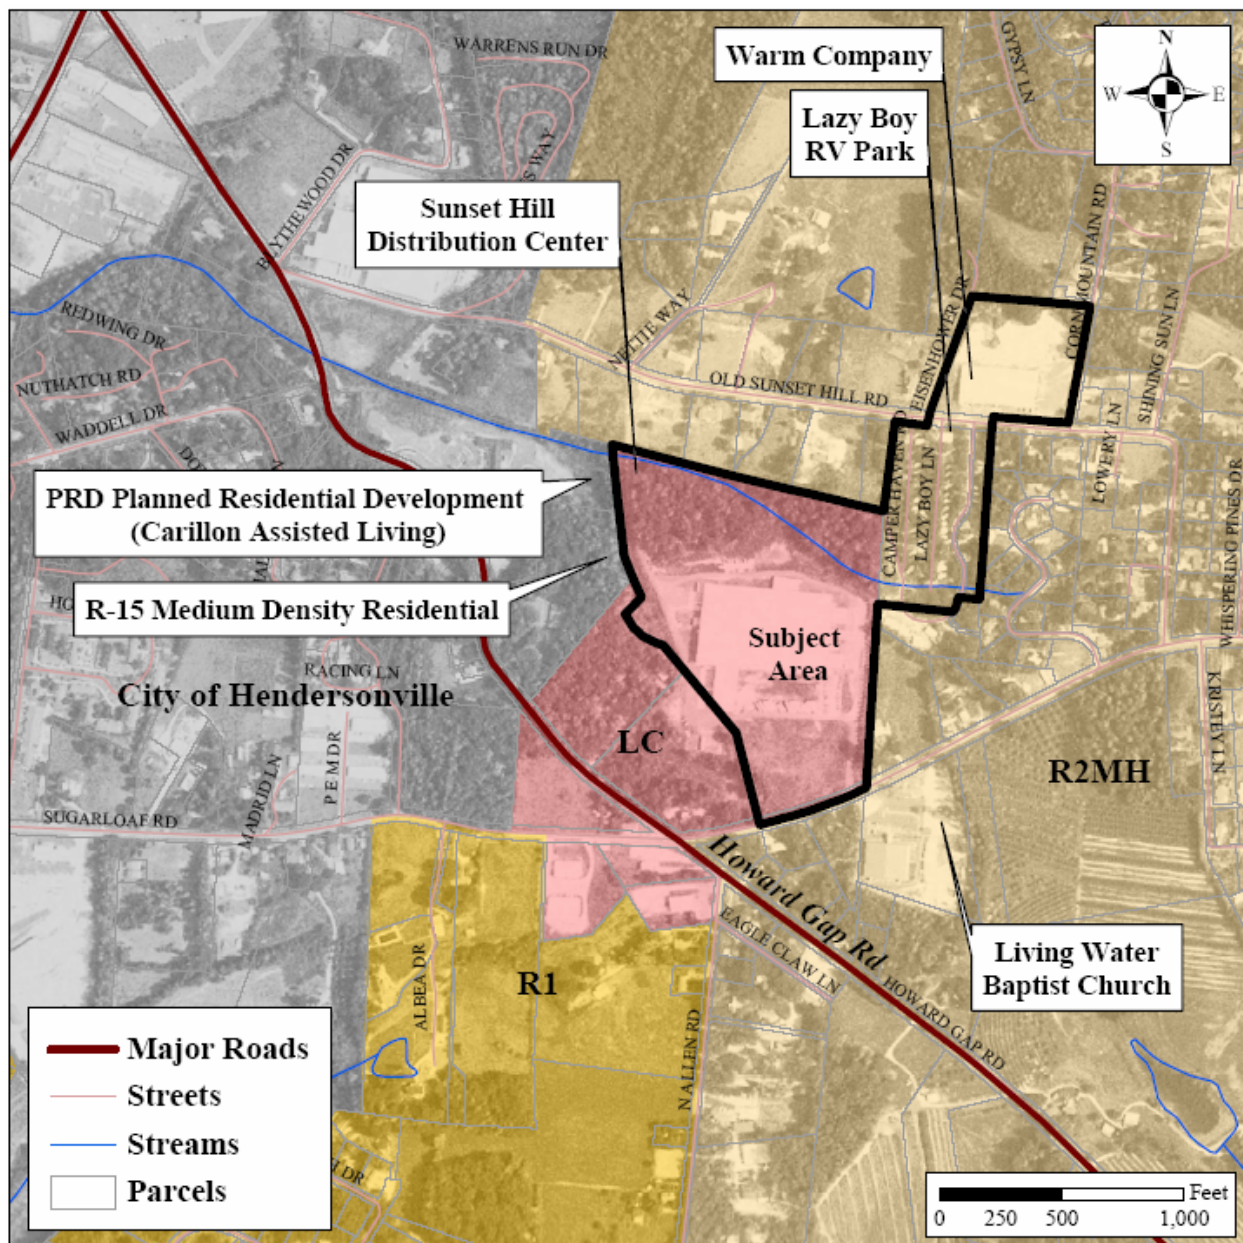 WARRENS RUN DR
GYPSY LN
Warm Company
N
W E
S
Lazy Boy
RV Park
S WAY
BLYTHEWOOD DR
Sunset Hill
Distribution Center
CORN MOUNTAIN RD
SHINING SUN LN
REDWING DR
NETTIE WAY
EISENHOWER DR
NUTHATCH RD
OLD SUNSET HILL RD
WADDELL DR
LOWERY LN
CAMPER HAVEN RD
LAZY BOY LN
WHISPERING PINES DR
PRD Planned Residential Development
(Carillon Assisted Living)
R-15 Medium Density Residential
Subject
Area
RACING LN
City of Hendersonville
KRISTEY LN
LC
R2MH
P E M DR
MADRID LN
SUGARLOAF RD
Howard Gap Rd
EAGLE CLAW LN
HOWARD GAP RD
Living Water
Baptist Church
ALBEA DR
R1
N ALLEN RD
Major Roads
Streets
Streams
Parcels
Feet
0 250 500 1,000